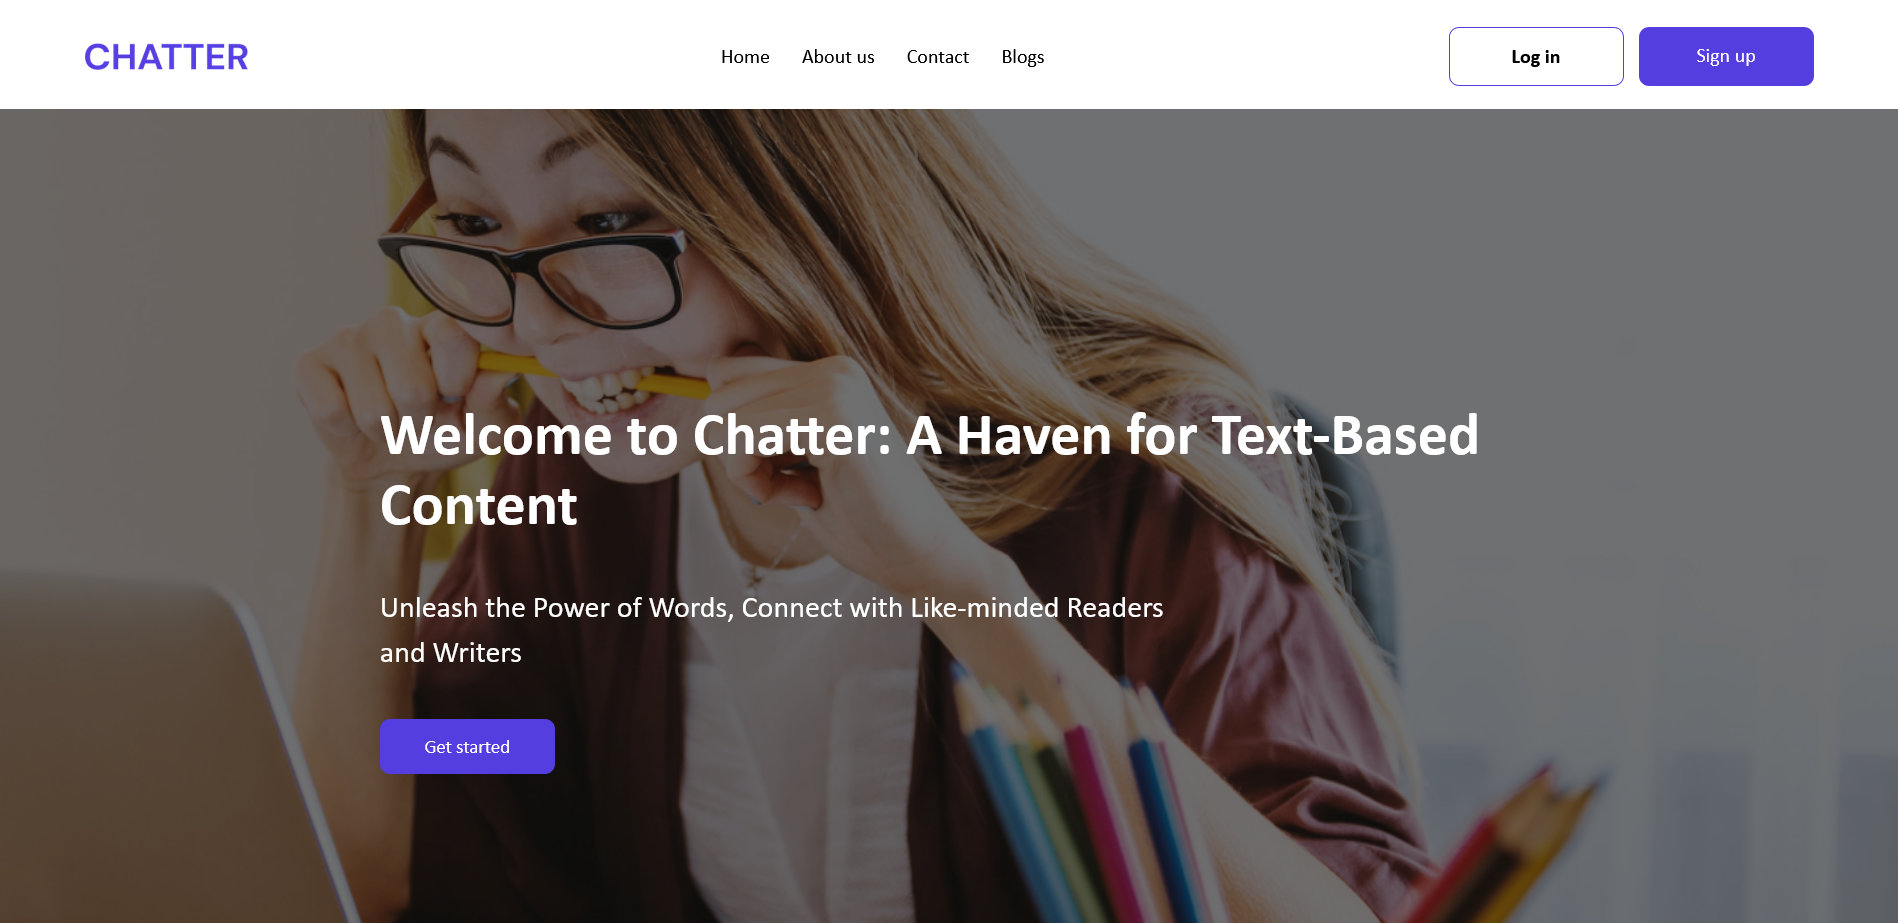 CHATTER
Home
About us
Contact
Blogs
Log in
Sign up
Welcome to Chatter: A Haven for Text-Based
Content
Unleash the Power of Words, Connect with Like-minded Readers
and Writers
Get started